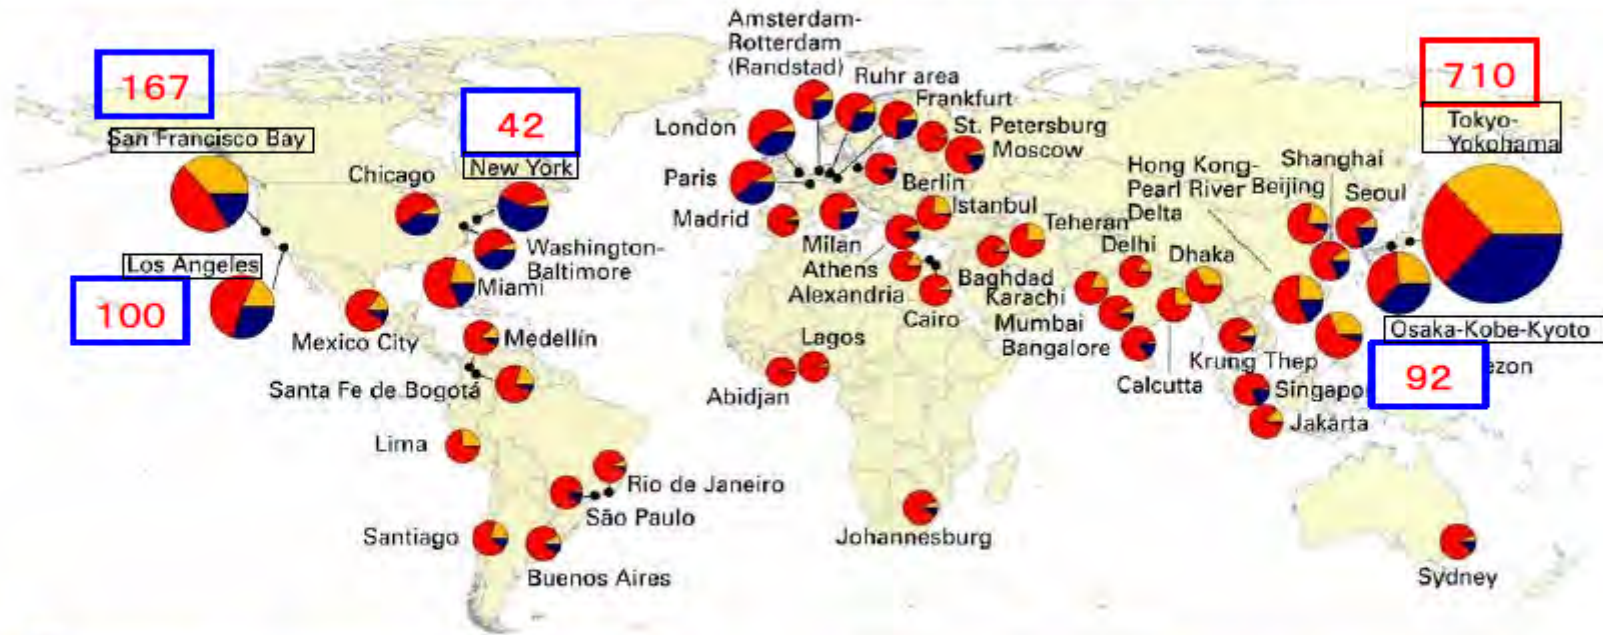 Amsterdam-
Rotterdam
(Randstad)
Ruhr area
Frankfurt
167
42
710
San Francisco Bay
New York
Tokyo-
Yokohama
London
St. Petersburg
Moscow
Chicago
Paris
Berlin
Hong Kong-
Pearl River
Delta
Shanghai
Beijing
Seoul
Madrid
Istanbul
Teheran
Washington-
Baltimore
Milan
Delhi
Dhaka
Los Angeles
Miami
Athens
Baghdad
Alexandria
Karachi
100
Cairo
Mumbai
Mexico City
Medellín
Lagos
Bangalore
Krung Thep
Osaka-Kobe-Kyoto
Santa Fe de Bogotá
Abidjan
Calcutta
92
Jakarta
Lima
Rio de Janeiro
São Paulo
Santiago
Johannesburg
Buenos Aires
Sydney